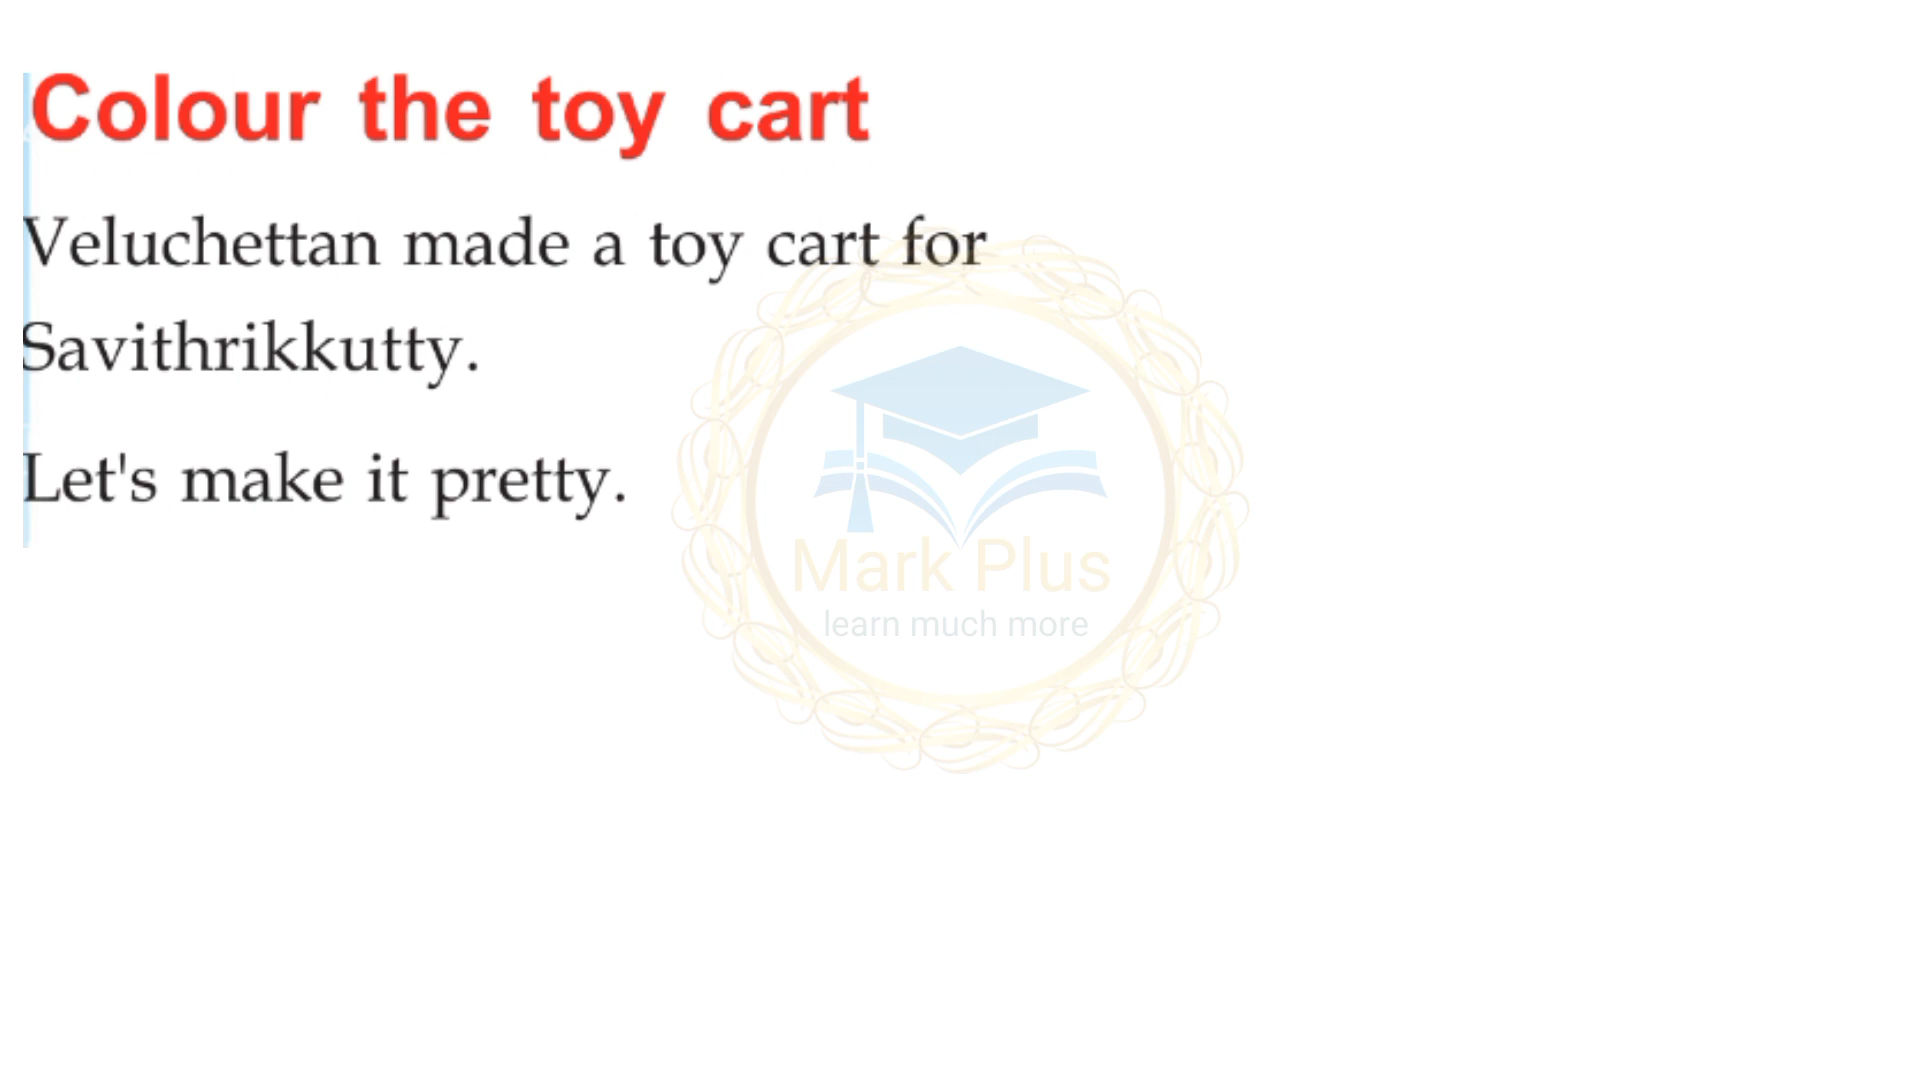 Colour the toy cart
Veluchettan made a toy cart for
Savithrikkutty.
Let's make it pretty.
Mark Plus
learn much more